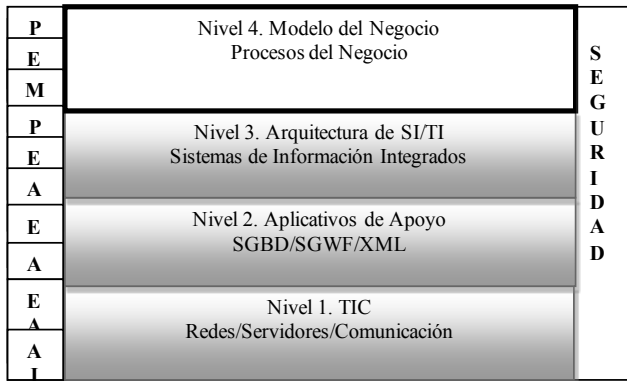 P
E
M
P
E
A
E
A
E
A
A
I
Nivel 4. Modelo del Negocio
Procesos del Negocio
Nivel 3. Arquitectura de SI/TI
Sistemas de Información Integrados
Nivel 2. Aplicativos de Apoyo
SGBD/SGWF/XML
Nivel 1. TIC
Redes/Servidores/Comunicación
S
E
G
U
R
I
D
A
D